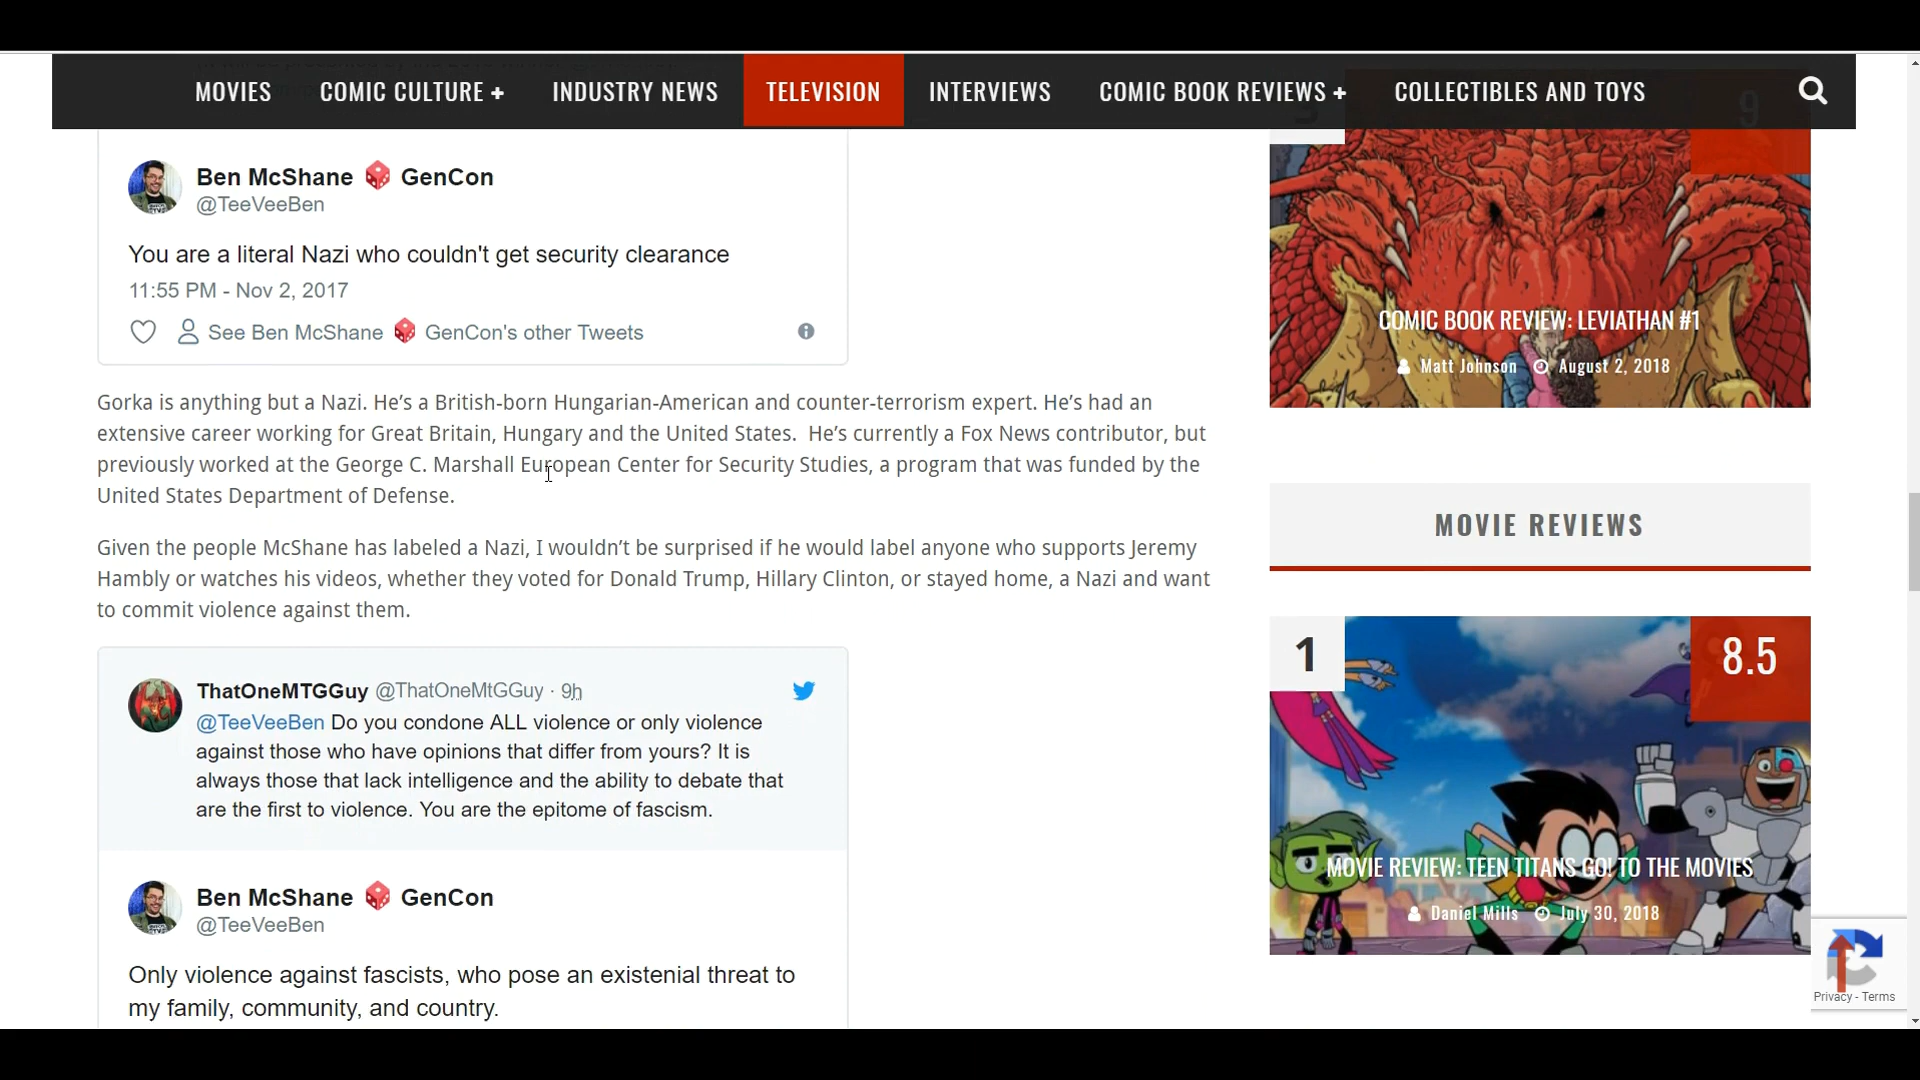 MOVIES COMIC CULTURE + INDUSTRY NEWS TELEVISION INTERVIEWS COMIC BOOK REVIEWS + COLLECTIBLES AND TOYS
Ben McShane GenCon
@TeeVeeBen
You are a literal Nazi who couldn't get security clearance
11:55 PM - Nov 2, 2017
See Ben McShane GenCon's other Tweets
Gorka is anything but a Nazi. He’s a British-born Hungarian-American and counter-terrorism expert. He’s had an
extensive career working for Great Britain, Hungary and the United States. He’s currently a Fox News contributor, but
previously worked at the George C. Marshall European Center for Security Studies, a program that was funded by the
United States Department of Defense.
Given the people McShane has labeled a Nazi, I wouldn’t be surprised if he would label anyone who supports Jeremy
Hambly or watches his videos, whether they voted for Donald Trump, Hillary Clinton, or stayed home, a Nazi and want
to commit violence against them.
ThatOneMTGGuy @ThatOneMtGGuy · 9h
@TeeVeeBen Do you condone ALL violence or only violence
against those who have opinions that differ from yours? It is
always those that lack intelligence and the ability to debate that
are the first to violence. You are the epitome of fascism.
Ben McShane GenCon
@TeeVeeBen
Only violence against fascists, who pose an existenial threat to
my family, community, and country.
9
COMIC BOOK REVIEW: LEVIATHAN #1
Matt Johnson August 2, 2018
MOVIE REVIEWS
1
8.5
MOVIE REVIEW: TEEN TITANS GO! TO THE MOVIES
Daniel Mills July 30, 2018
Privacy - Terms